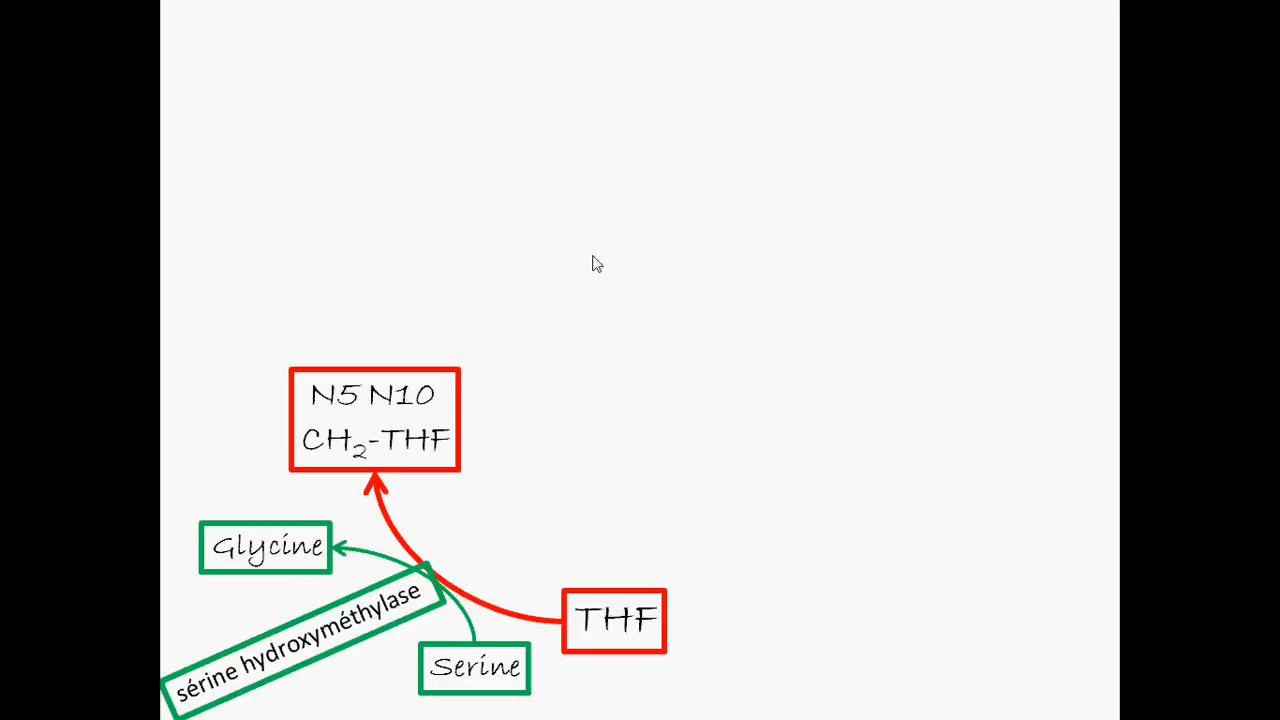 N5 N10
CH₂-THF
Glycine
sérine hydroxyméthylase
THF
Serine